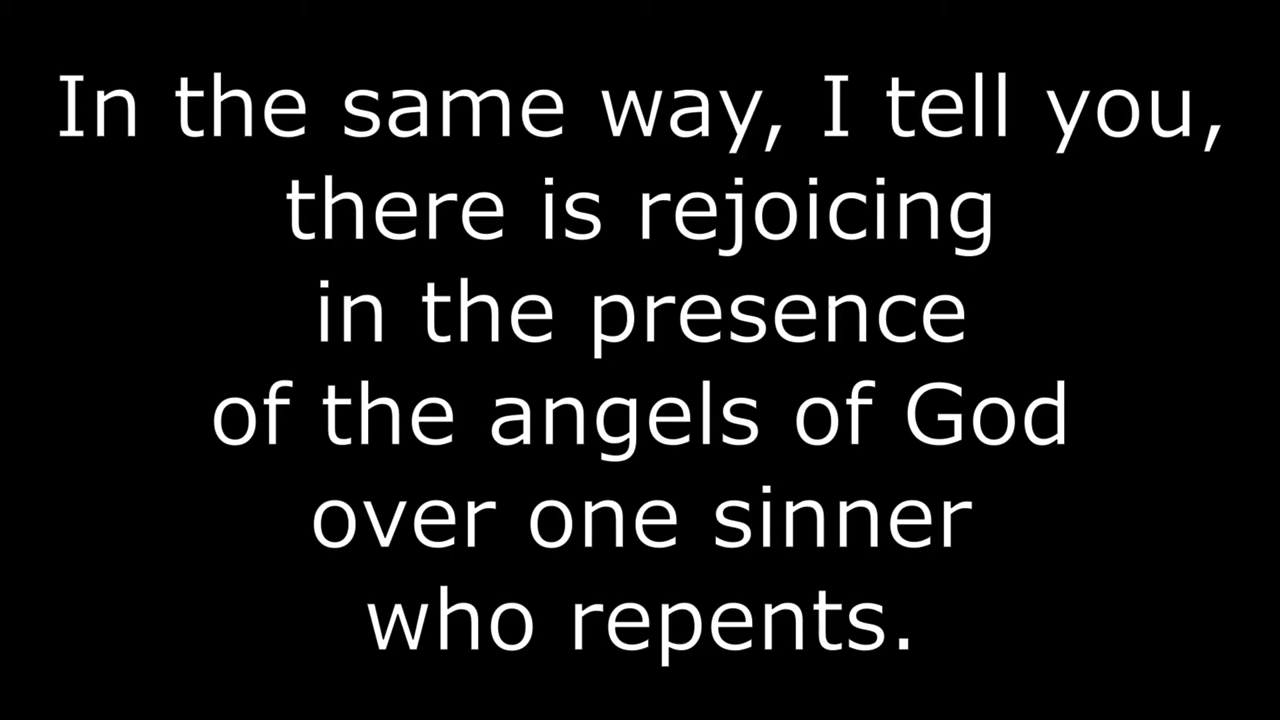 In the same way, I tell you,
there is rejoicing
in the presence
of the angels of God
over one sinner
who repents.